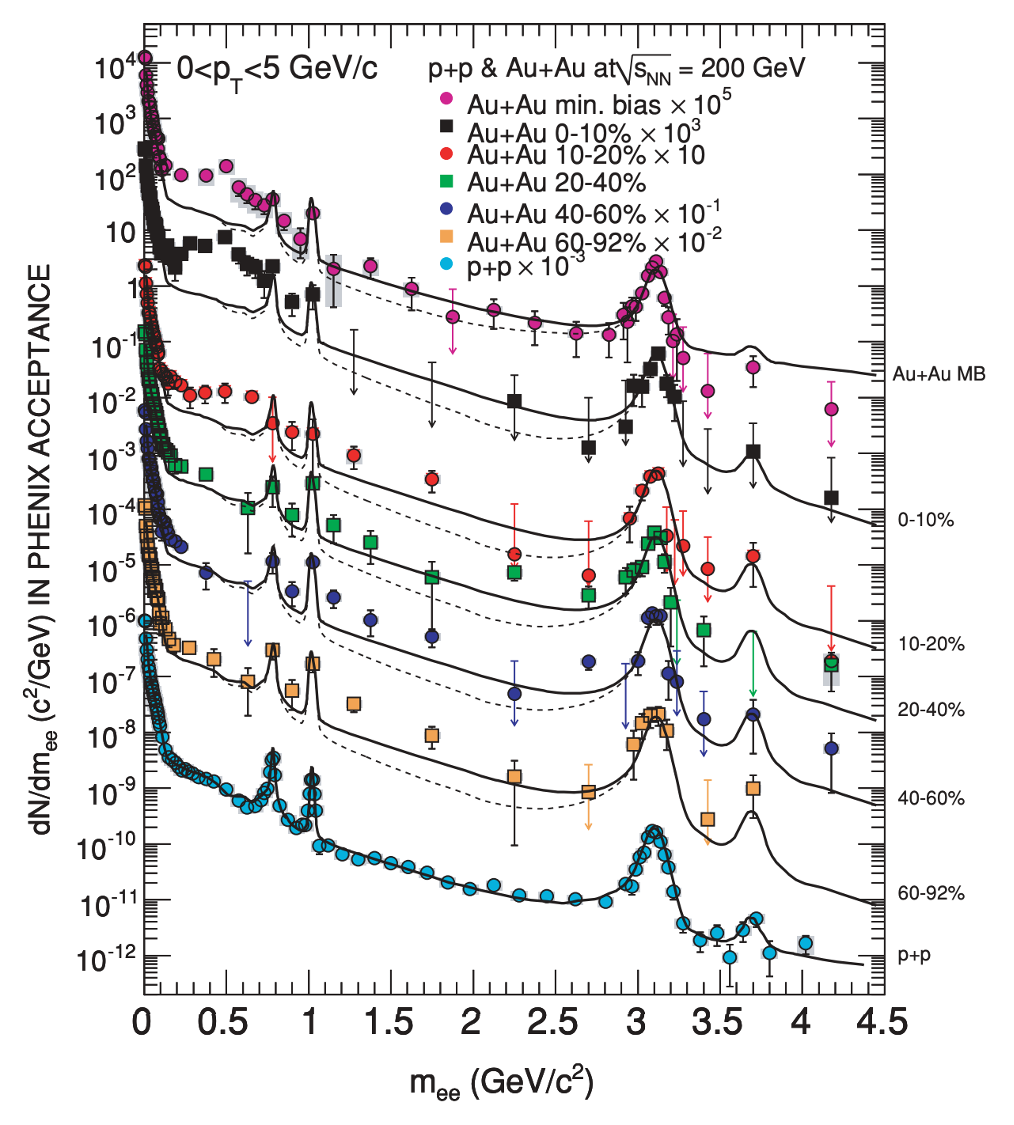 0<p_T<5 GeV/c
p+p & Au+Au at √s_NN = 200 GeV
Au+Au min. bias × 10^5
Au+Au 0-10% × 10^3
Au+Au 10-20% × 10
Au+Au 20-40%
Au+Au 40-60% × 10^-1
Au+Au 60-92% × 10^-2
p+p × 10^-3
dN/dm_ee (c^2/GeV) IN PHENIX ACCEPTANCE
10^4
10^3
10^2
10
1
10^-1
10^-2
10^-3
10^-4
10^-5
10^-6
10^-7
10^-8
10^-9
10^-10
10^-11
10^-12
Au+Au MB
0-10%
10-20%
20-40%
40-60%
60-92%
p+p
0 0.5 1 1.5 2 2.5 3 3.5 4 4.5
m_ee (GeV/c^2)